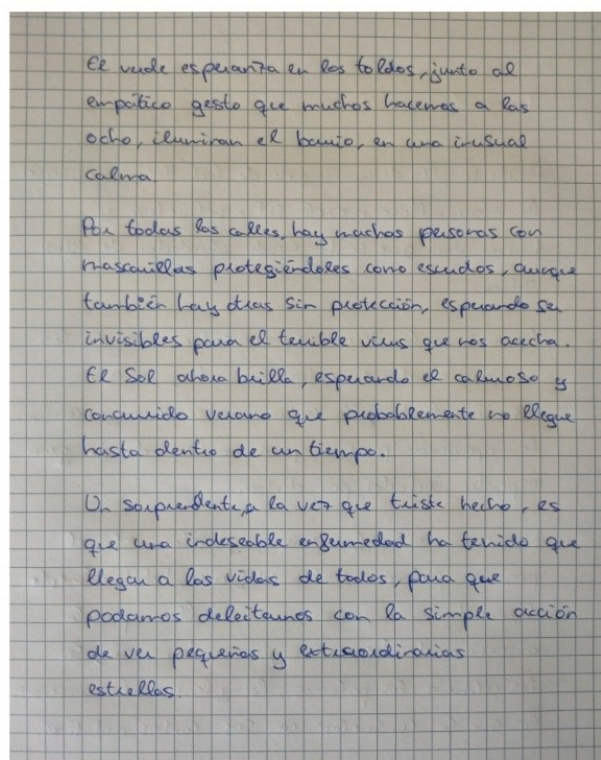 El verde esperanza en los toldos, junto al
empático gesto que muchos hacemos a las
ocho, iluminan el barrio, en una inusual
calma.
Por todas las calles, hay muchas personas con
mascarillas protegiéndoles como escudos, aunque
también hay otras sin protección, esperando ser
invisibles para el terrible virus que nos acecha.
El Sol ahora brilla, esperando el caluroso y
concurrido verano que probablemente no llegue
hasta dentro de un tiempo.
Un sorprendente, a la vez que triste hecho, es
que una indeseable enfermedad ha tenido que
llegar a las vidas de todos, para que
podamos deleitarnos con la simple acción
de ver pequeñas y extraordinarias
estrellas.